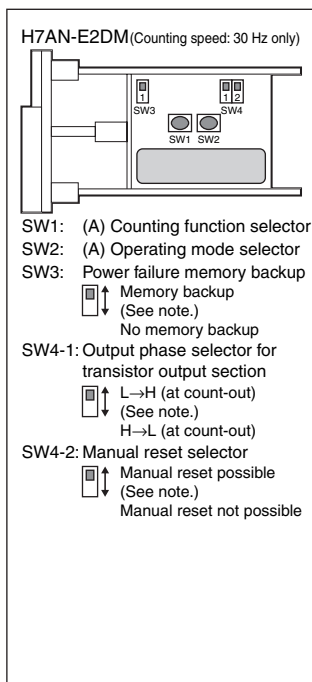 H7AN-E2DM (Counting speed: 30 Hz only)
1
SW3
1 2
SW4
SW1 SW2
SW1: (A) Counting function selector
SW2: (A) Operating mode selector
SW3: Power failure memory backup
Memory backup
(See note.)
No memory backup
SW4-1: Output phase selector for
transistor output section
L→H (at count-out)
(See note.)
H→L (at count-out)
SW4-2: Manual reset selector
Manual reset possible
(See note.)
Manual reset not possible